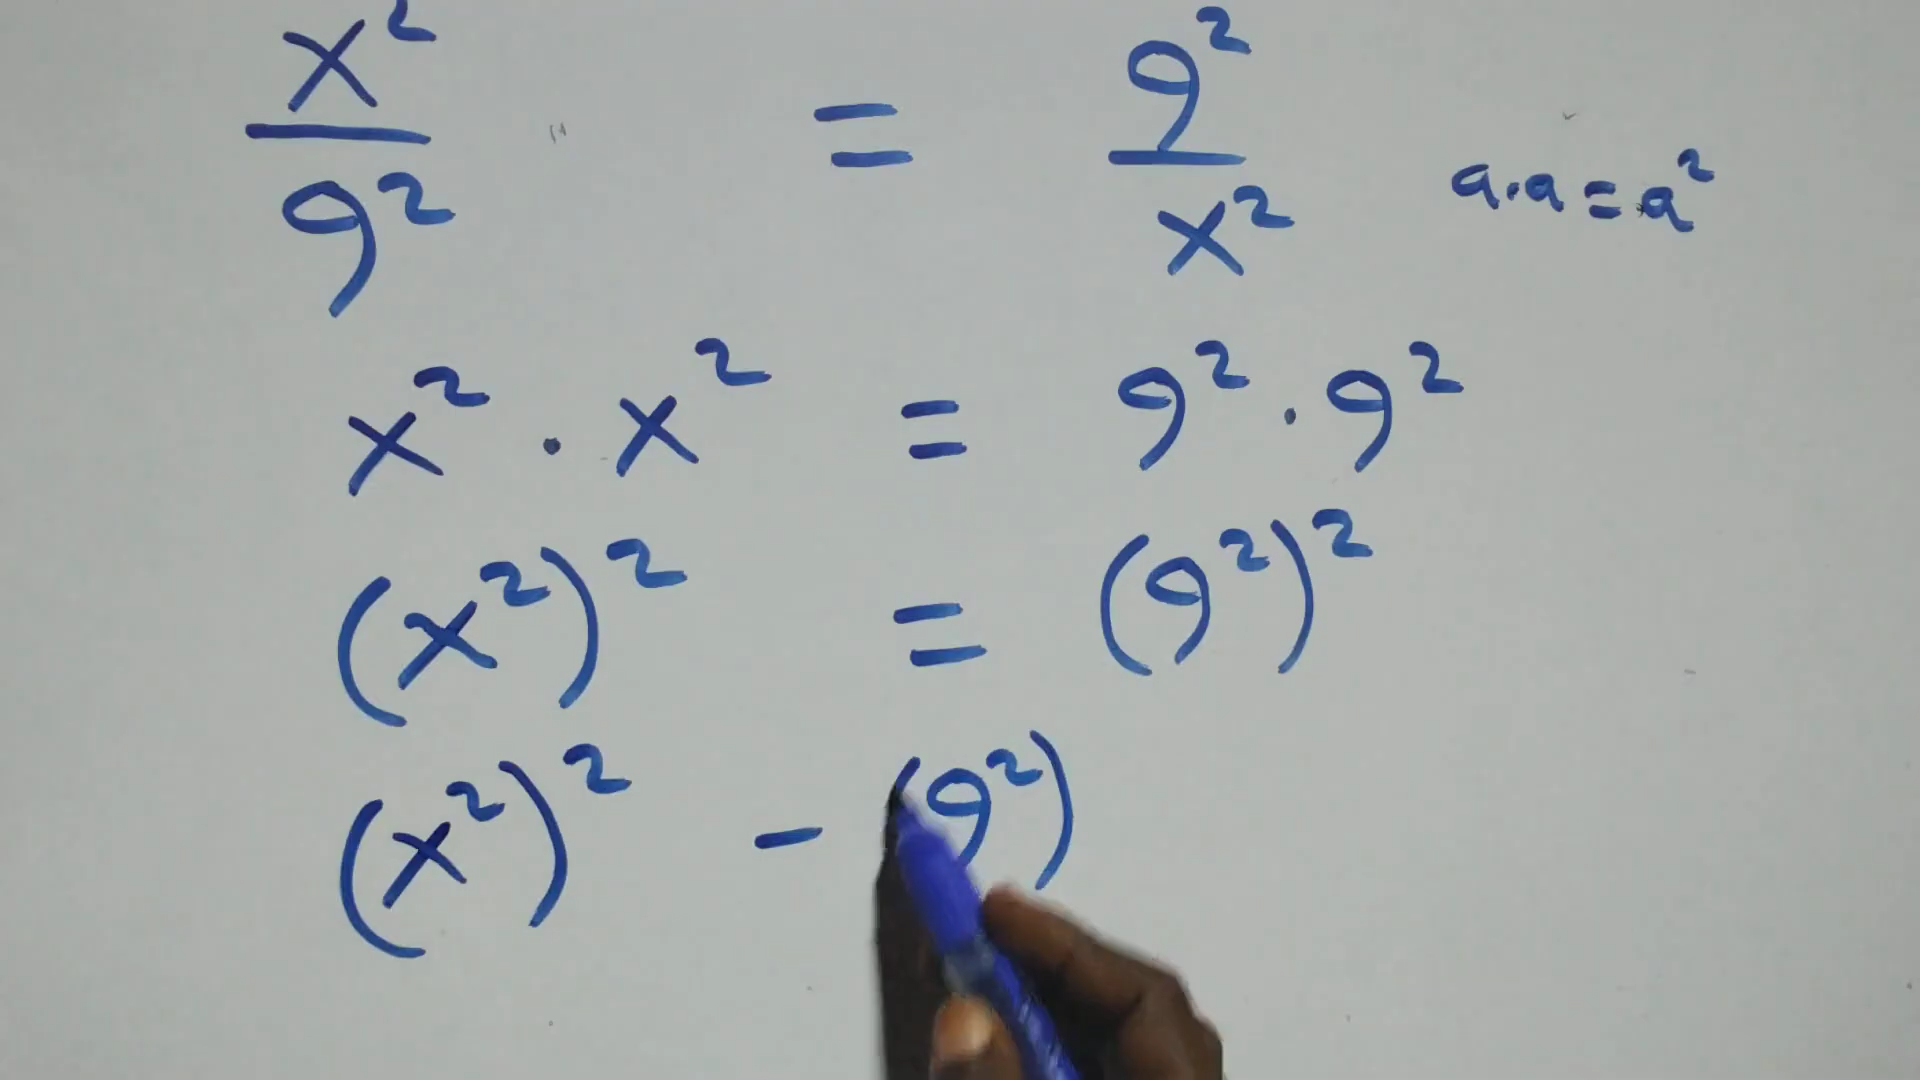 x²/9² = 9²/x² a.a=a²
x² · x² = 9² · 9²
(x²)² = (9²)²
(x²)² - (9²)